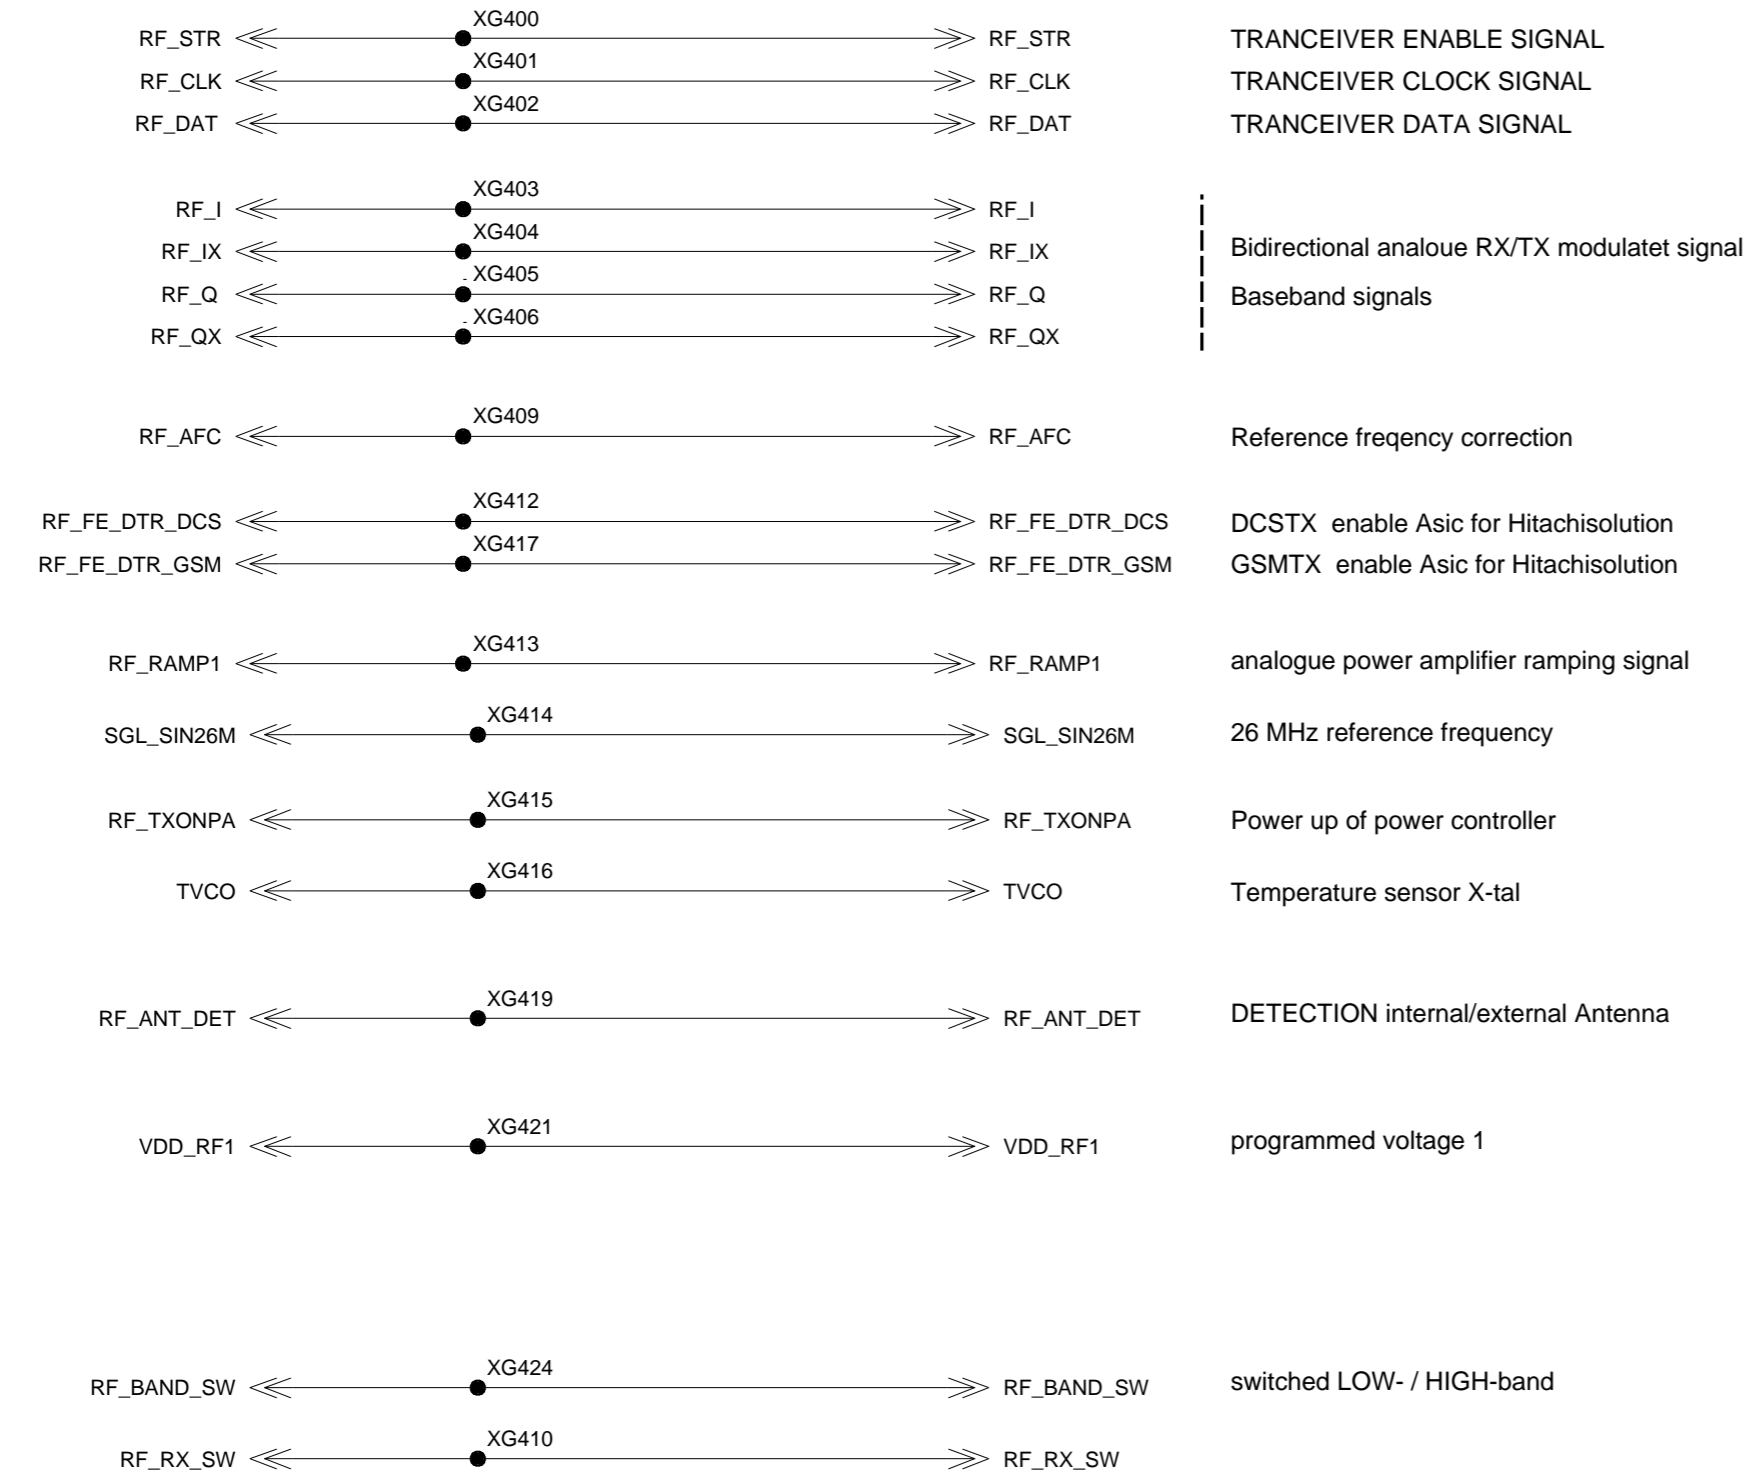 XG400
RF_STR RF_STR TRANCEIVER ENABLE SIGNAL
XG401
RF_CLK RF_CLK TRANCEIVER CLOCK SIGNAL
XG402
RF_DAT RF_DAT TRANCEIVER DATA SIGNAL
XG403
RF_I RF_I
XG404
RF_IX RF_IX Bidirectional analoue RX/TX modulatet signal
XG405
RF_Q RF_Q Baseband signals
XG406
RF_QX RF_QX
XG409
RF_AFC RF_AFC Reference freqency correction
XG412
RF_FE_DTR_DCS RF_FE_DTR_DCS DCSTX enable Asic for Hitachisolution
XG417
RF_FE_DTR_GSM RF_FE_DTR_GSM GSMTX enable Asic for Hitachisolution
XG413
RF_RAMP1 RF_RAMP1 analogue power amplifier ramping signal
XG414
SGL_SIN26M SGL_SIN26M 26 MHz reference frequency
XG415
RF_TXONPA RF_TXONPA Power up of power controller
XG416
TVCO TVCO Temperature sensor X-tal
XG419
RF_ANT_DET RF_ANT_DET DETECTION internal/external Antenna
XG421
VDD_RF1 VDD_RF1 programmed voltage 1
XG424
RF_BAND_SW RF_BAND_SW switched LOW- / HIGH-band
XG410
RF_RX_SW RF_RX_SW